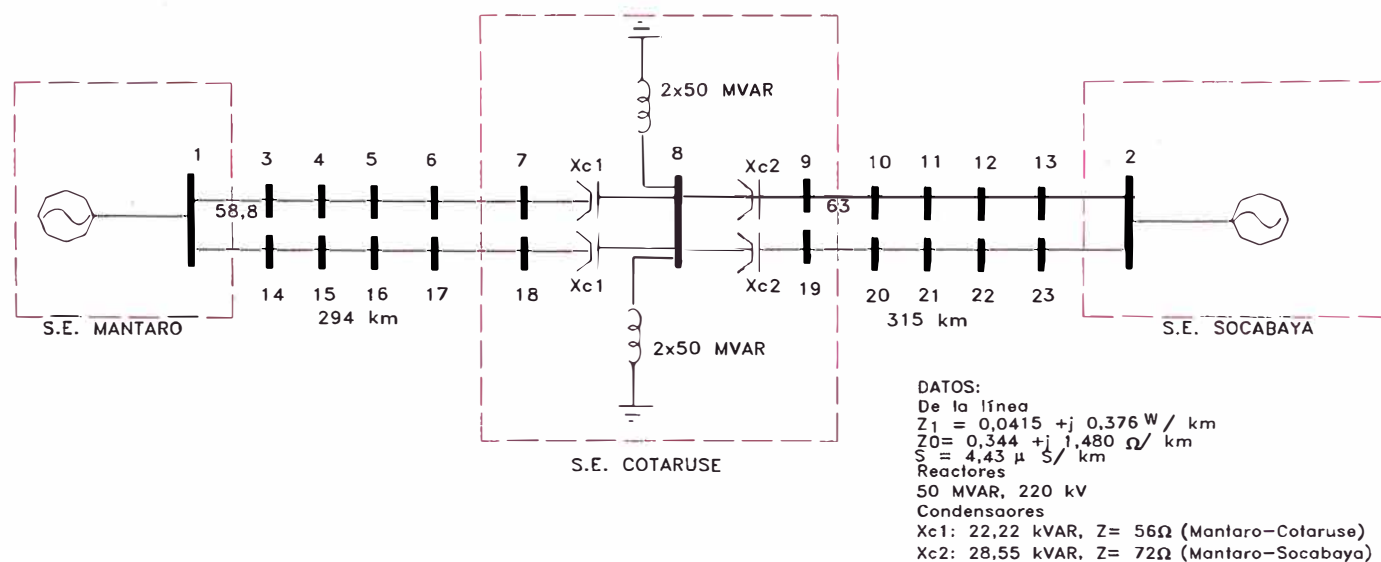 2x50 MVAR
1 3 4 5 6 7 Xc1 8 Xc2 9 10 11 12 13 2
58,8 63
14 15 16 17 18 Xc1 Xc2 19 20 21 22 23
294 km 315 km
S.E. MANTARO S.E. SOCABAYA
2x50 MVAR
S.E. COTARUSE
DATOS:
De la línea
Z1 = 0,0415 +j 0,376 W/ km
Z0= 0,344 +j 1,480 Ω/ km
S = 4,43 µ S/ km
Reactores
50 MVAR, 220 kV
Condensaores
Xc1: 22,22 kVAR, Z= 56Ω (Mantaro-Cotaruse)
Xc2: 28,55 kVAR, Z= 72Ω (Mantaro-Socabaya)